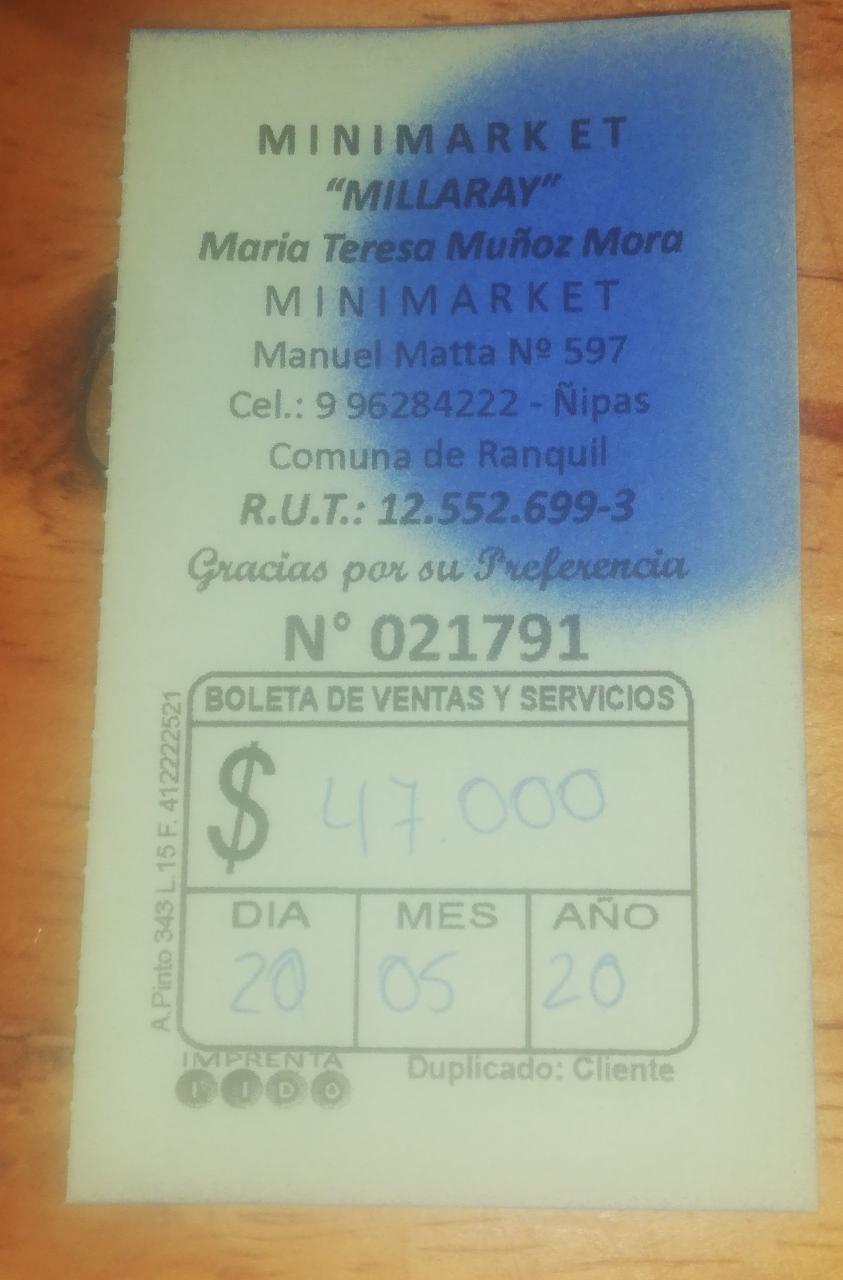 MINIMARKET
“MILLARAY”
Maria Teresa Muñoz Mora
MINIMARKET
Manuel Matta Nº 597
Cel.: 9 96284222 - Ñipas
Comuna de Ranquil
R.U.T.: 12.552.699-3
Gracias por su Preferencia
N° 021791
BOLETA DE VENTAS Y SERVICIOS
$ 47.000
DIA MES AÑO
20 05 20
A.Pinto 343 L.15 F. 412222521
IMPRENTA
Duplicado: Cliente